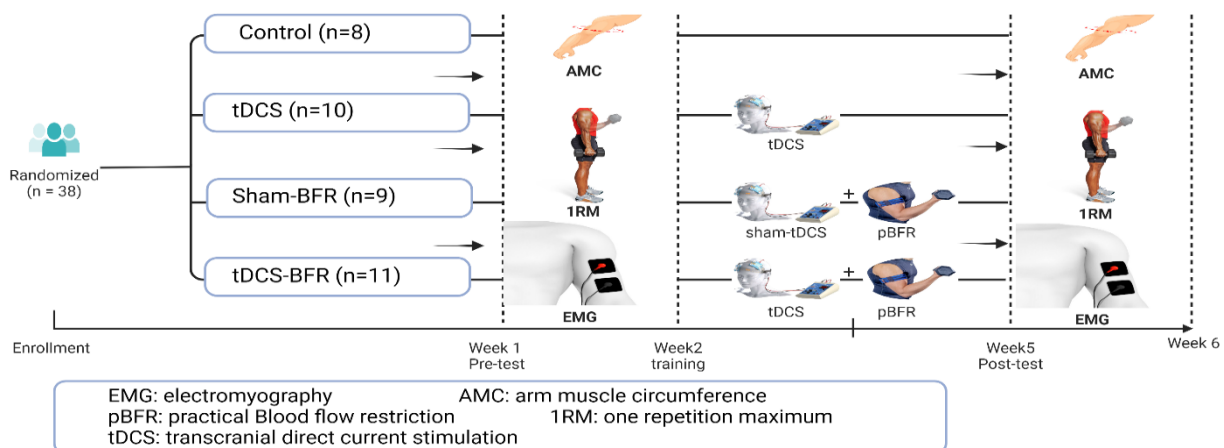 Control (n=8)
AMC
AMC
tDCS (n=10)
tDCS
Randomized
(n = 38)
Sham-BFR (n=9)
1RM
sham-tDCS
+
pBFR
1RM
tDCS-BFR (n=11)
EMG
tDCS
+
pBFR
EMG
Enrollment
Week 1
Pre-test
Week2
training
Week5
Post-test
Week 6
EMG: electromyography
AMC: arm muscle circumference
pBFR: practical Blood flow restriction
1RM: one repetition maximum
tDCS: transcranial direct current stimulation